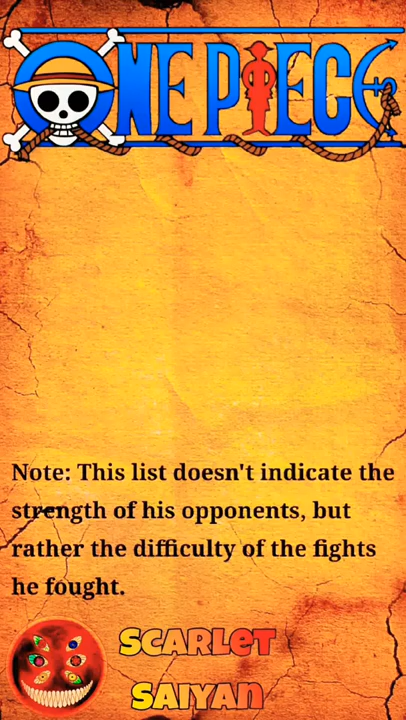 ONE PIECE
Note: This list doesn't indicate the
strength of his opponents, but
rather the difficulty of the fights
he fought.
SCARLET
SAIYAN